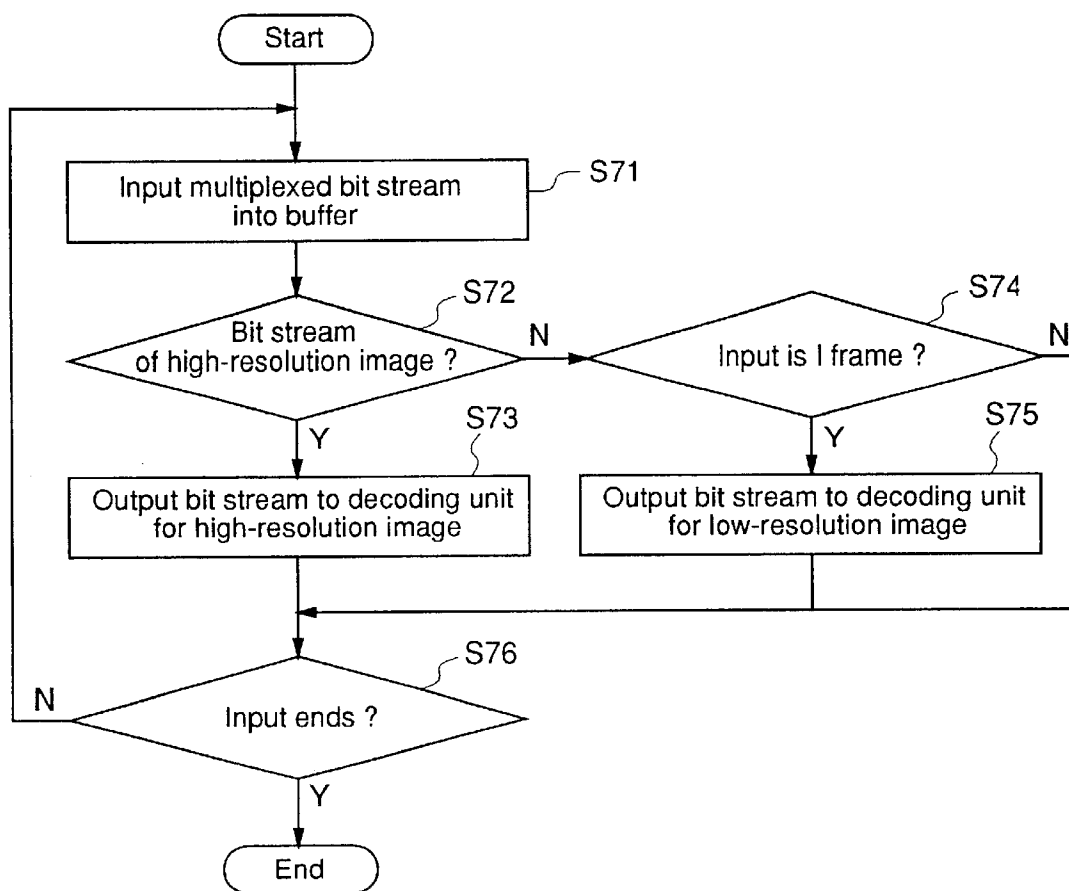 Start
Input multiplexed bit stream
into buffer
S71
Bit stream
of high-resolution image ?
S72
N
Input is I frame ?
S74
N
Y
S73
Output bit stream to decoding unit
for high-resolution image
Y
S75
Output bit stream to decoding unit
for low-resolution image
Input ends ?
S76
N
Y
End